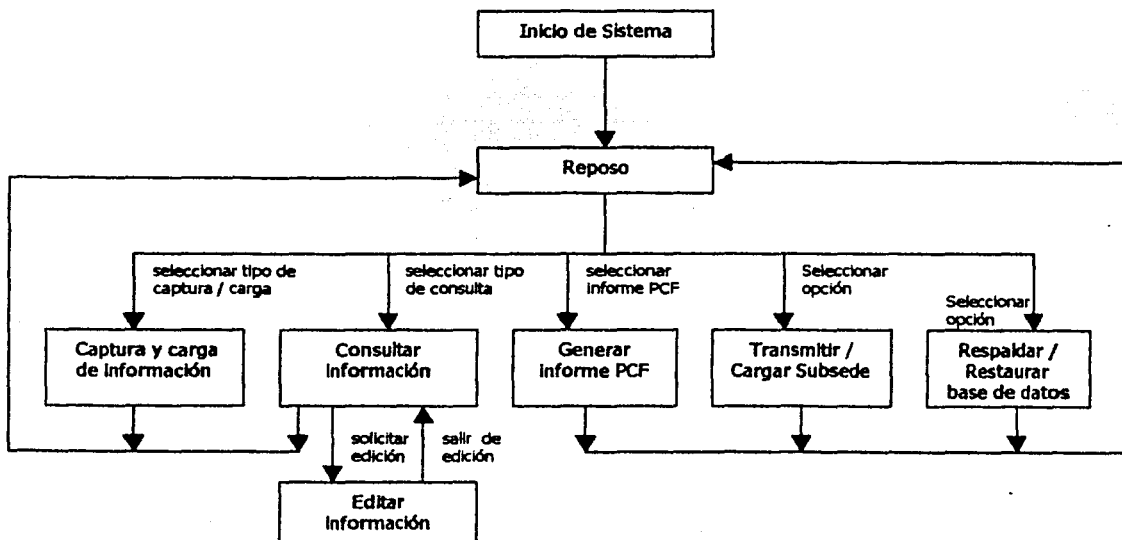 Inicio de Sistema
Reposo
seleccionar tipo de
captura / carga
seleccionar tipo
de consulta
seleccionar
informe PCF
Seleccionar
opción
Seleccionar
opción
Captura y carga
de información
Consultar
información
Generar
informe PCF
Transmitir /
Cargar Subsede
Respaldar /
Restaurar
base de datos
solicitar
edición
salir de
edición
Editar
información